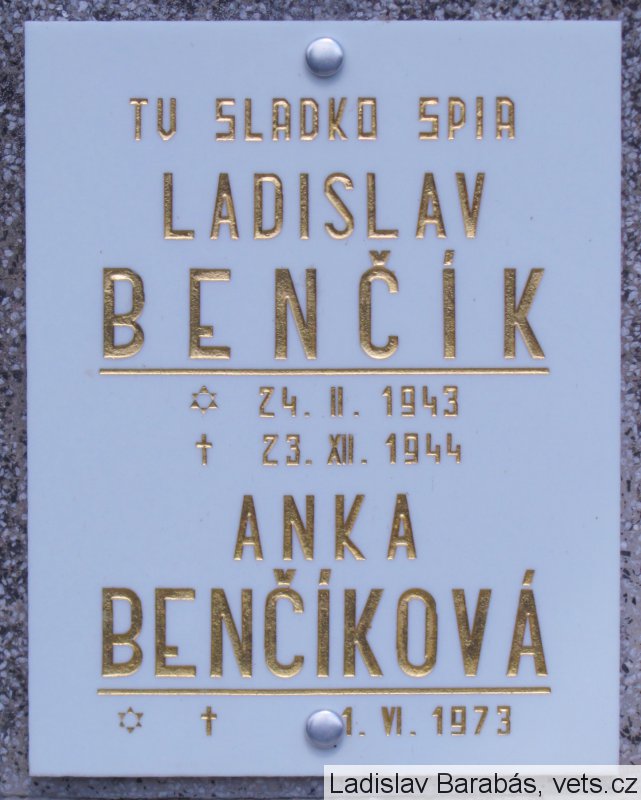 TU SLADKO SPIA
LADISLAV
BENČÍK
✡ 24. II. 1943
† 23. XII. 1944
ANKA
BENČÍKOVÁ
✡ † 1. VI. 1973
Ladislav Barabás, vets.cz